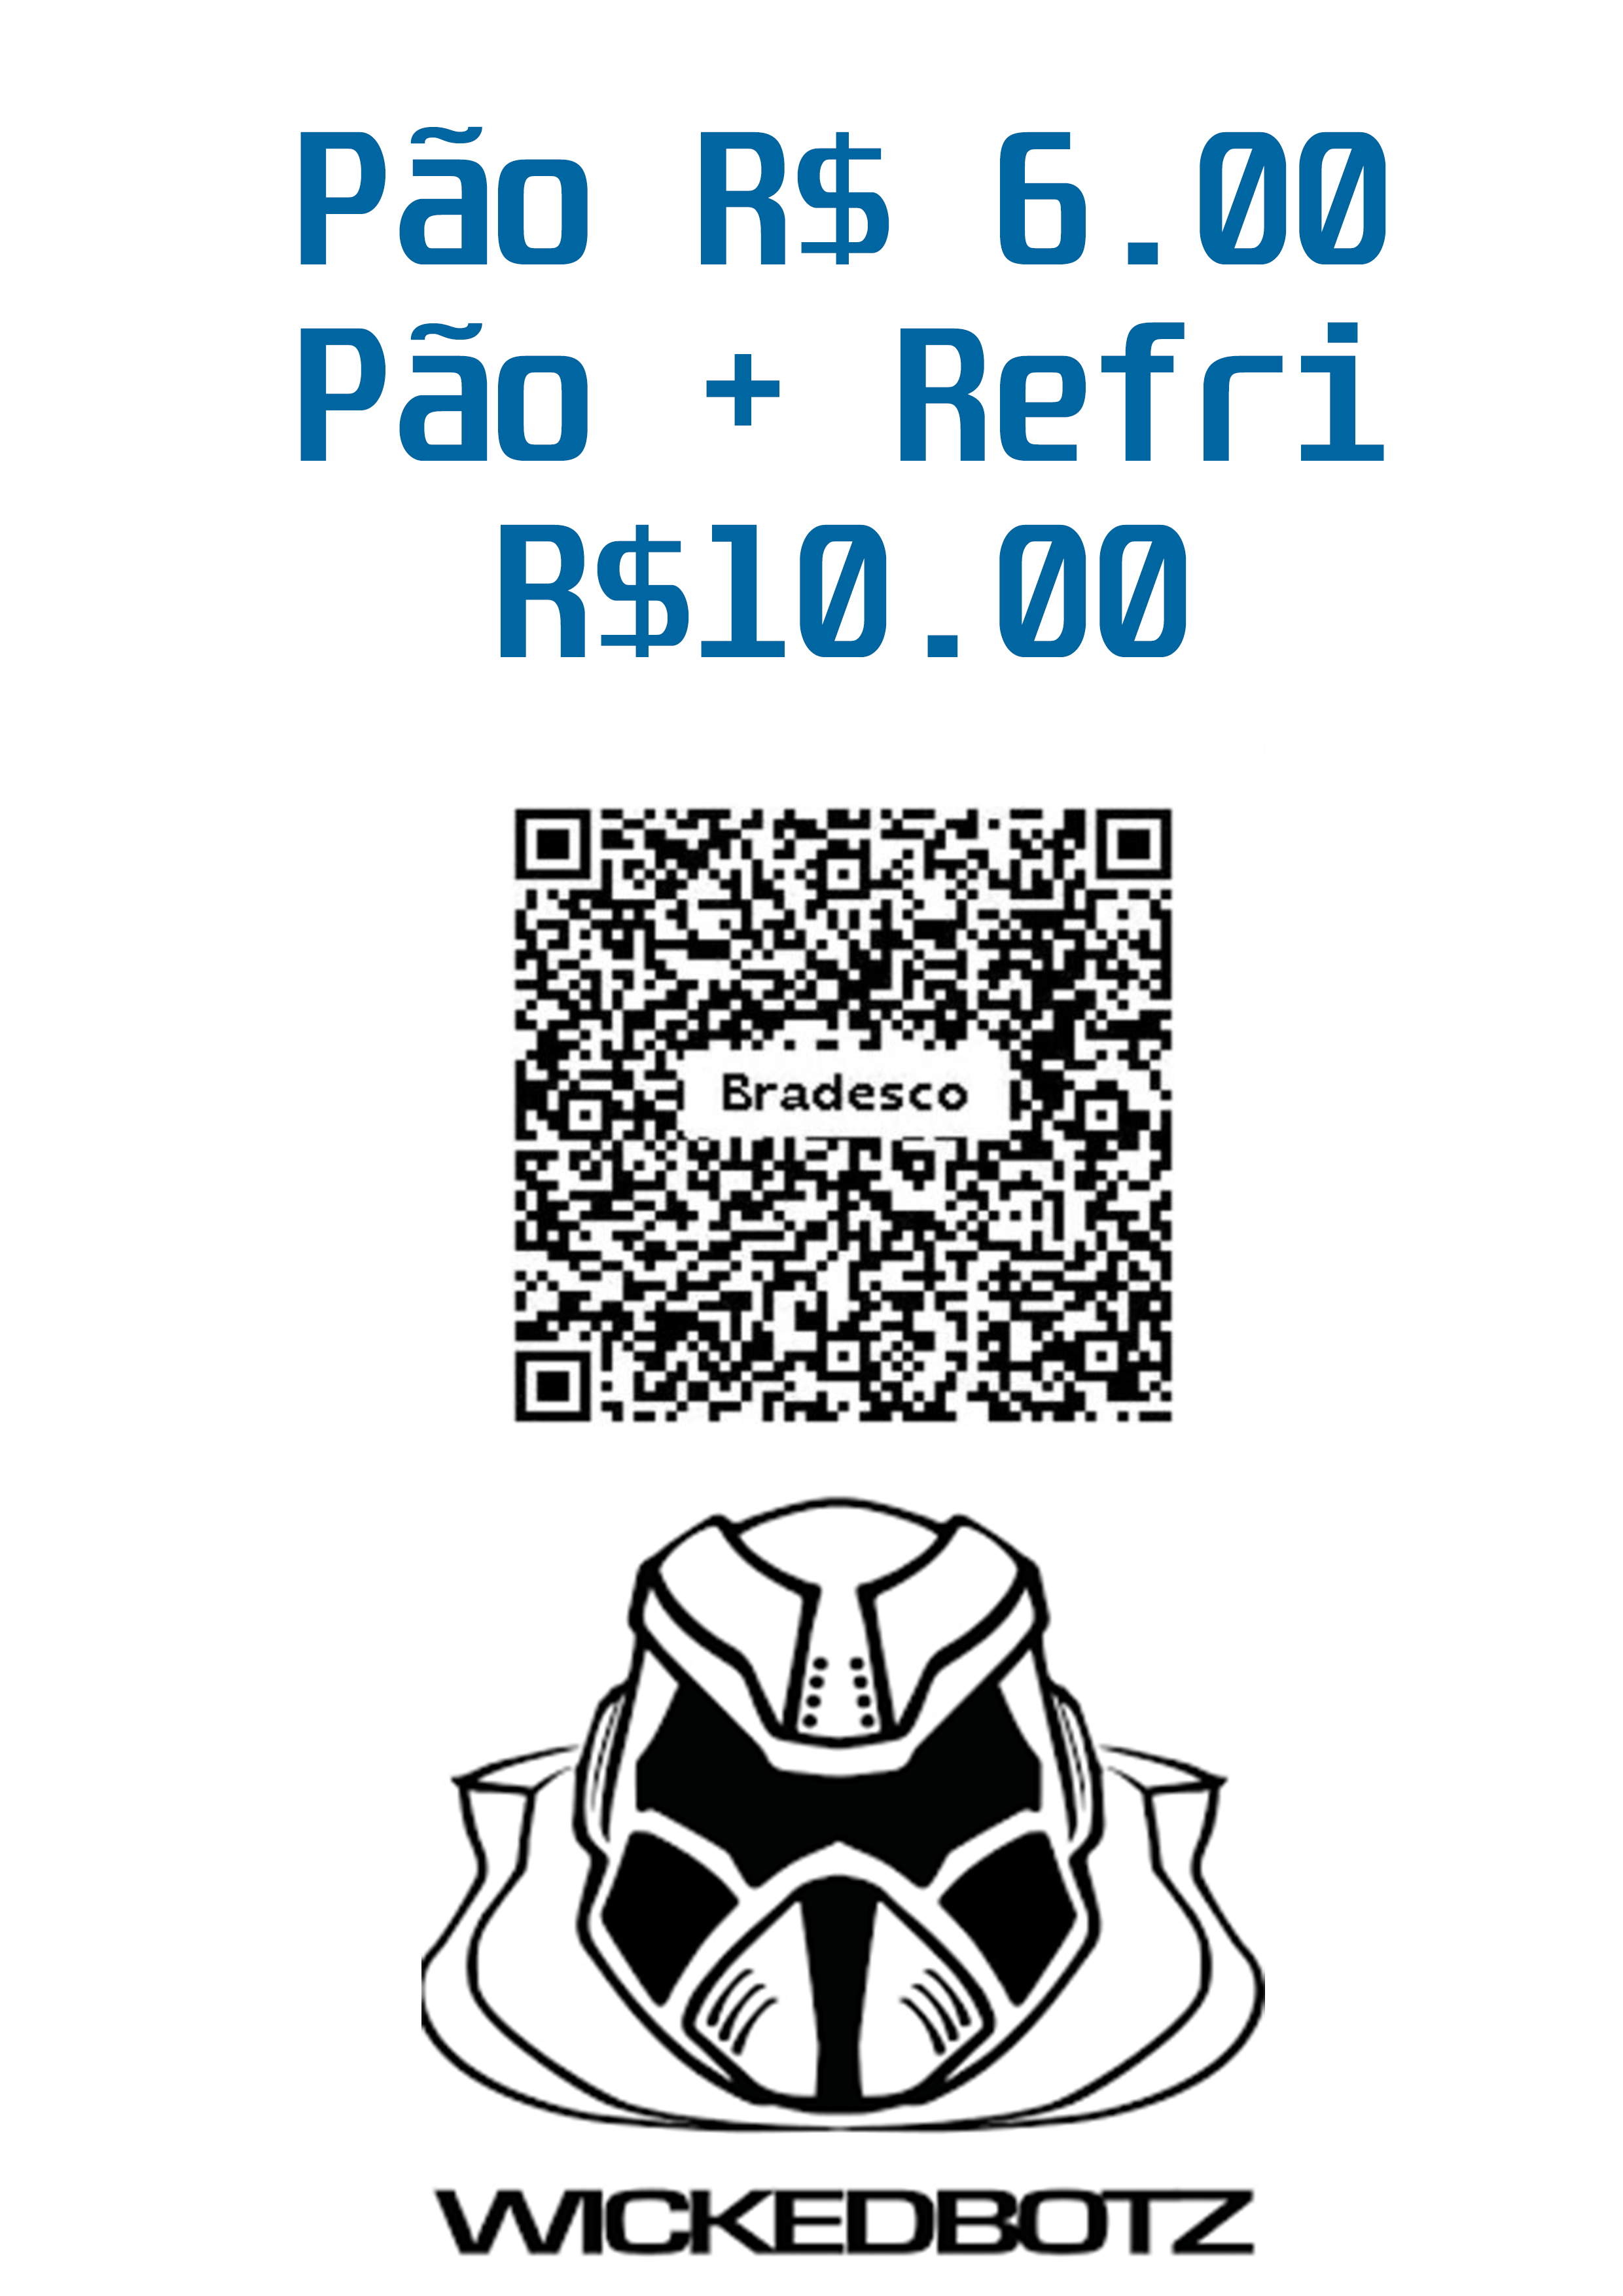 Pão R$ 6.00
Pão + Refri
R$10.00
Bradesco
WICKEDBOTZ